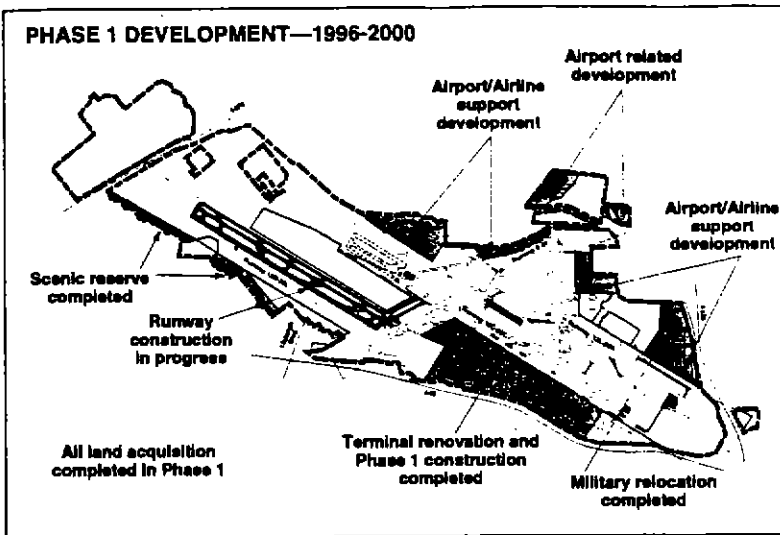 PHASE 1 DEVELOPMENT—1996-2000
Airport related
development
Airport/Airline
support
development
Airport/Airline
support
development
Scenic reserve
completed
Runway
construction
in progress
All land acquisition
completed in Phase 1
Terminal renovation and
Phase 1 construction
completed
Military relocation
completed